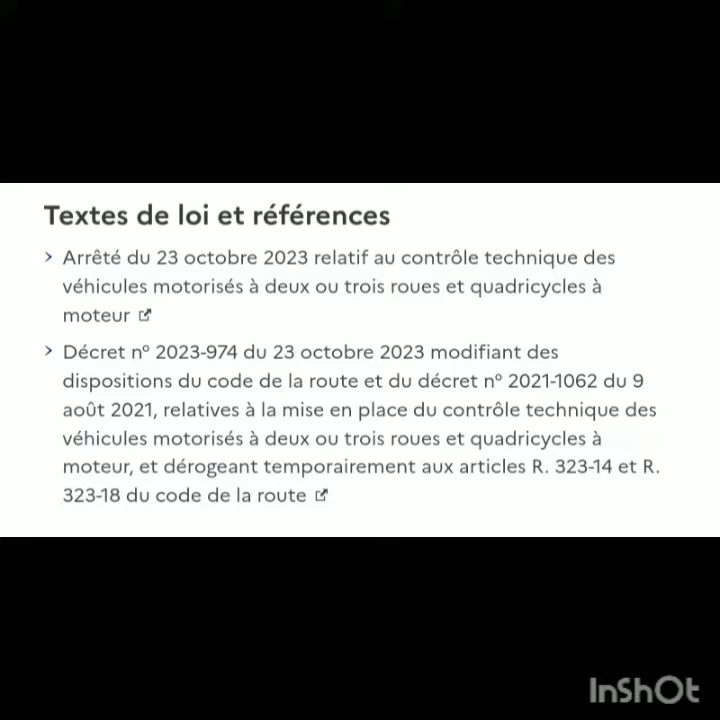 Textes de loi et références
> Arrêté du 23 octobre 2023 relatif au contrôle technique des
véhicules motorisés à deux ou trois roues et quadricycles à
moteur
> Décret nº 2023-974 du 23 octobre 2023 modifiant des
dispositions du code de la route et du décret nº 2021-1062 du 9
août 2021, relatives à la mise en place du contrôle technique des
véhicules motorisés à deux ou trois roues et quadricycles à
moteur, et dérogeant temporairement aux articles R. 323-14 et R.
323-18 du code de la route
InShOt